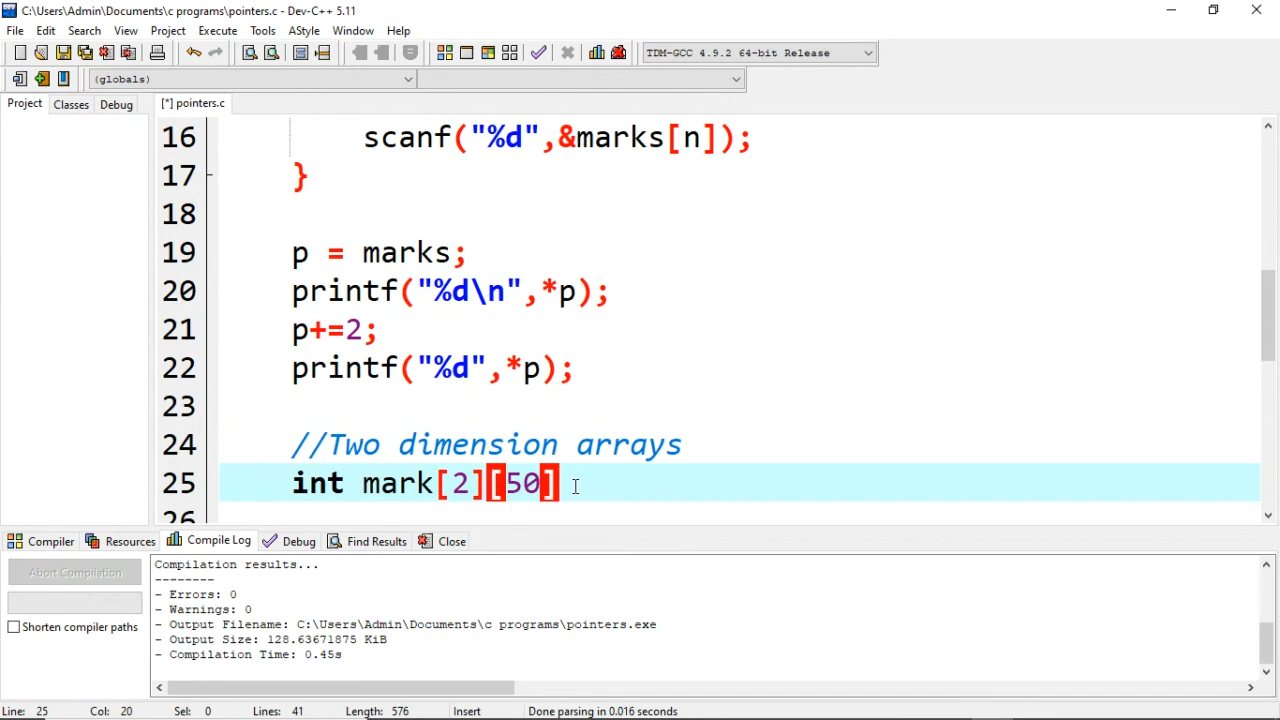 C:\Users\Admin\Documents\c programs\pointers.c - Dev-C++ 5.11
File Edit Search View Project Execute Tools AStyle Window Help
TDM-GCC 4.9.2 64-bit Release
(globals)
Project Classes Debug [*] pointers.c
16 scanf("%d",&marks[n]);
17 }
18
19 p = marks;
20 printf("%d\n",*p);
21 p+=2;
22 printf("%d",*p);
23
24 //Two dimension arrays
25 int mark[2][50]
26
Compiler Resources Compile Log Debug Find Results Close
Abort Compilation
Shorten compiler paths
Compilation results...
--------
- Errors: 0
- Warnings: 0
- Output Filename: C:\Users\Admin\Documents\c programs\pointers.exe
- Output Size: 128.63671875 KiB
- Compilation Time: 0.45s
Line: 25 Col: 20 Sel: 0 Lines: 41 Length: 576 Insert Done parsing in 0.016 seconds